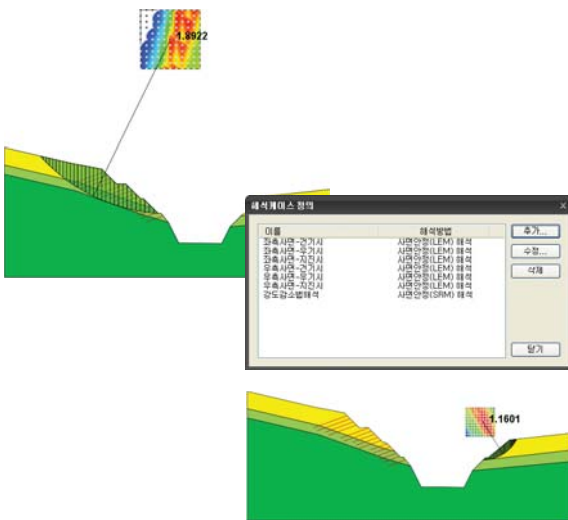 1.8922
해석케이스 정의
이름 해석방법
좌측사면-건기시 사면안정(LEM) 해석
좌측사면-우기시 사면안정(LEM) 해석
좌측사면-지진시 사면안정(LEM) 해석
우측사면-건기시 사면안정(LEM) 해석
우측사면-우기시 사면안정(LEM) 해석
우측사면-지진시 사면안정(LEM) 해석
강도감소법해석 사면안정(SRM) 해석
추가...
수정...
삭제
닫기
1.1601